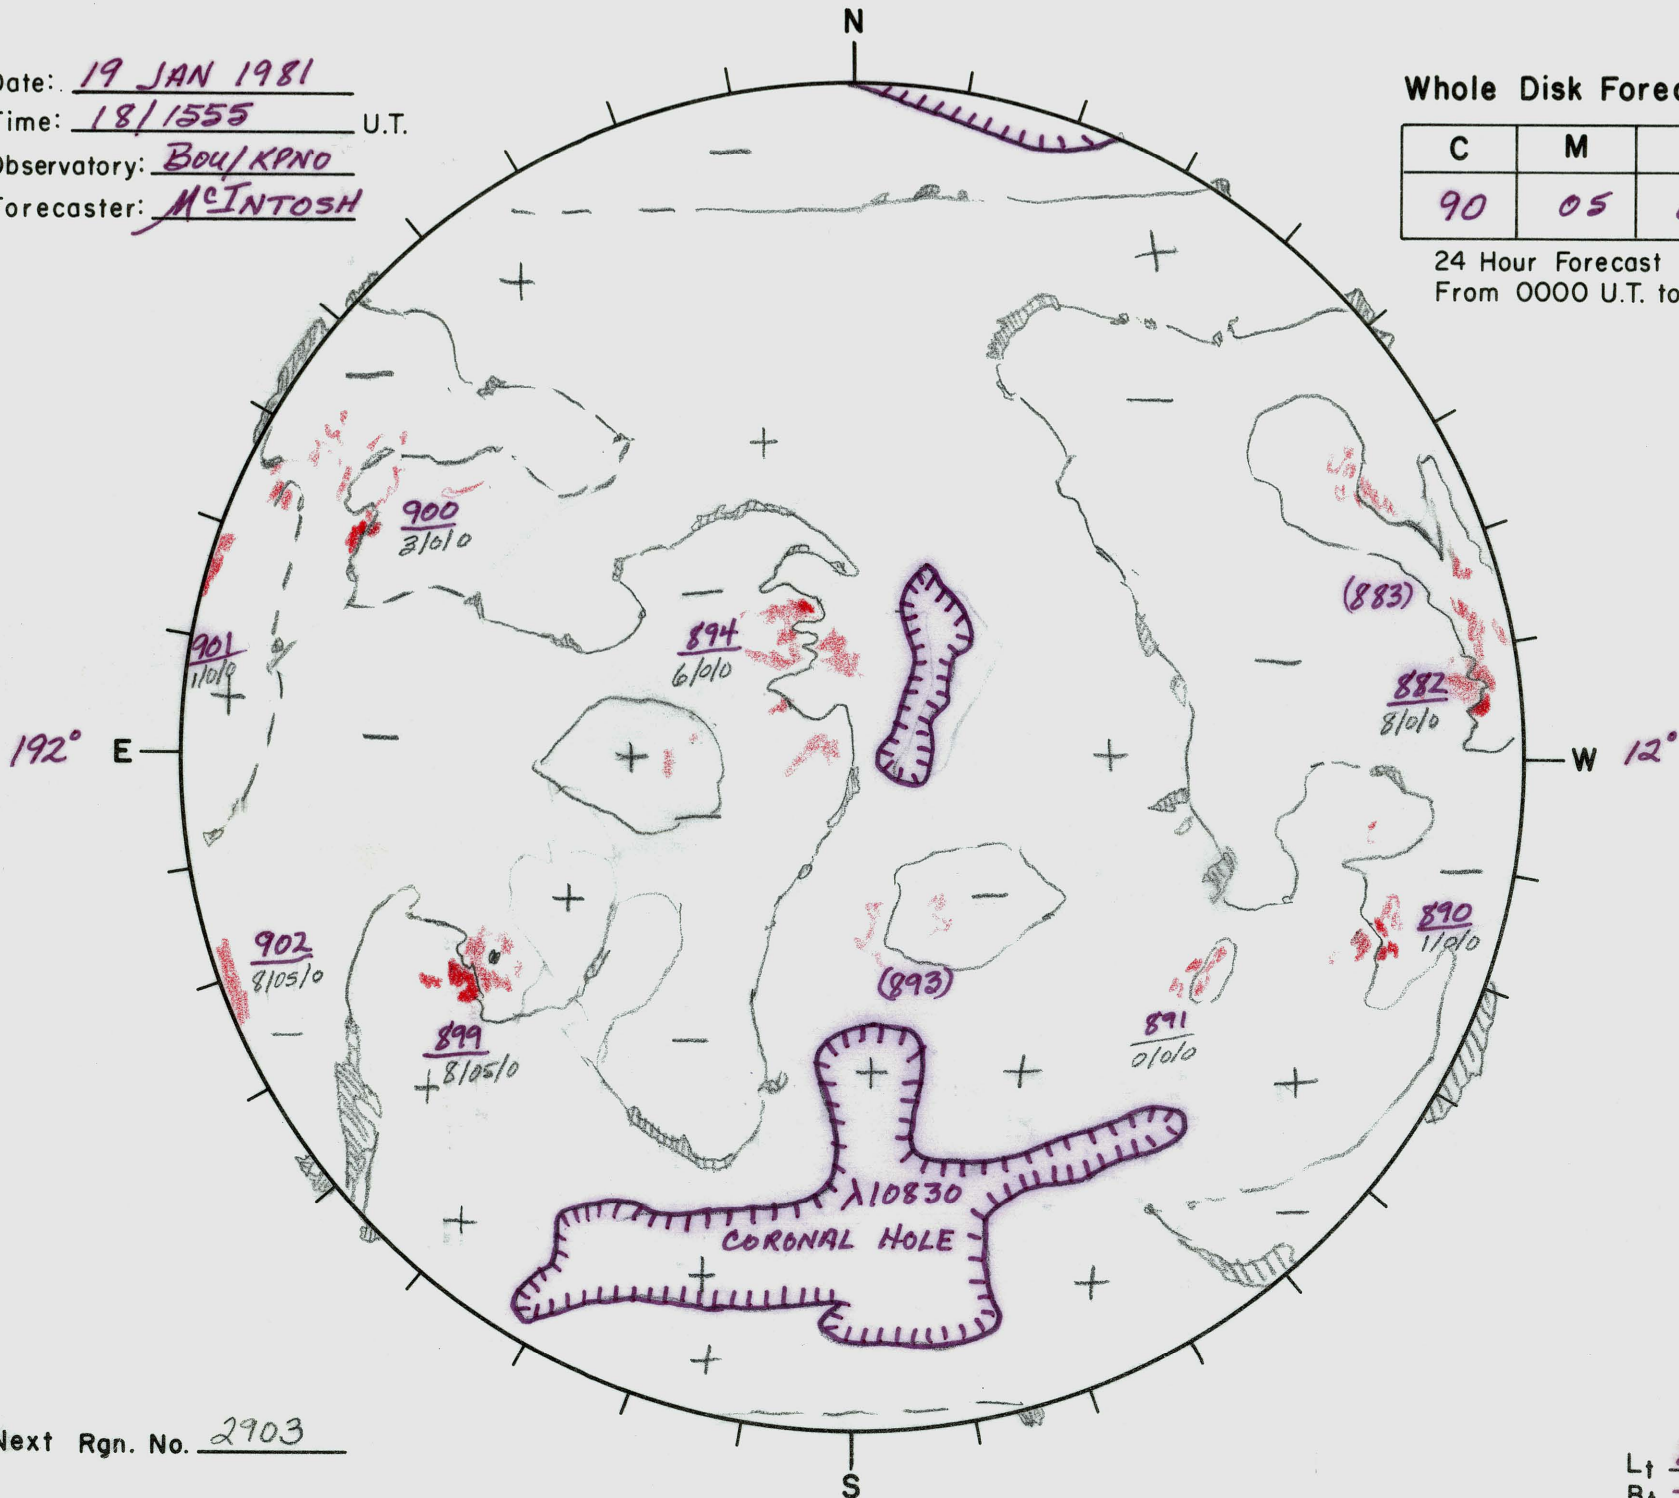 N
Date: 19 JAN 1981
Time: 18/1555 U.T.
Observatory: BOU/KPNO
Forecaster: McINTOSH
Whole Disk Forec
C M
90 05
24 Hour Forecast
From 0000 U.T. to
900
3/0/0
(883)
901
1/0/0
894
6/0/0
882
8/0/0
192° E
W 12°
902
8/05/0
890
1/0/0
(893)
899
8/05/0
891
0/0/0
λ10830
CORONAL HOLE
Next Rgn. No. 2903
Lt
S